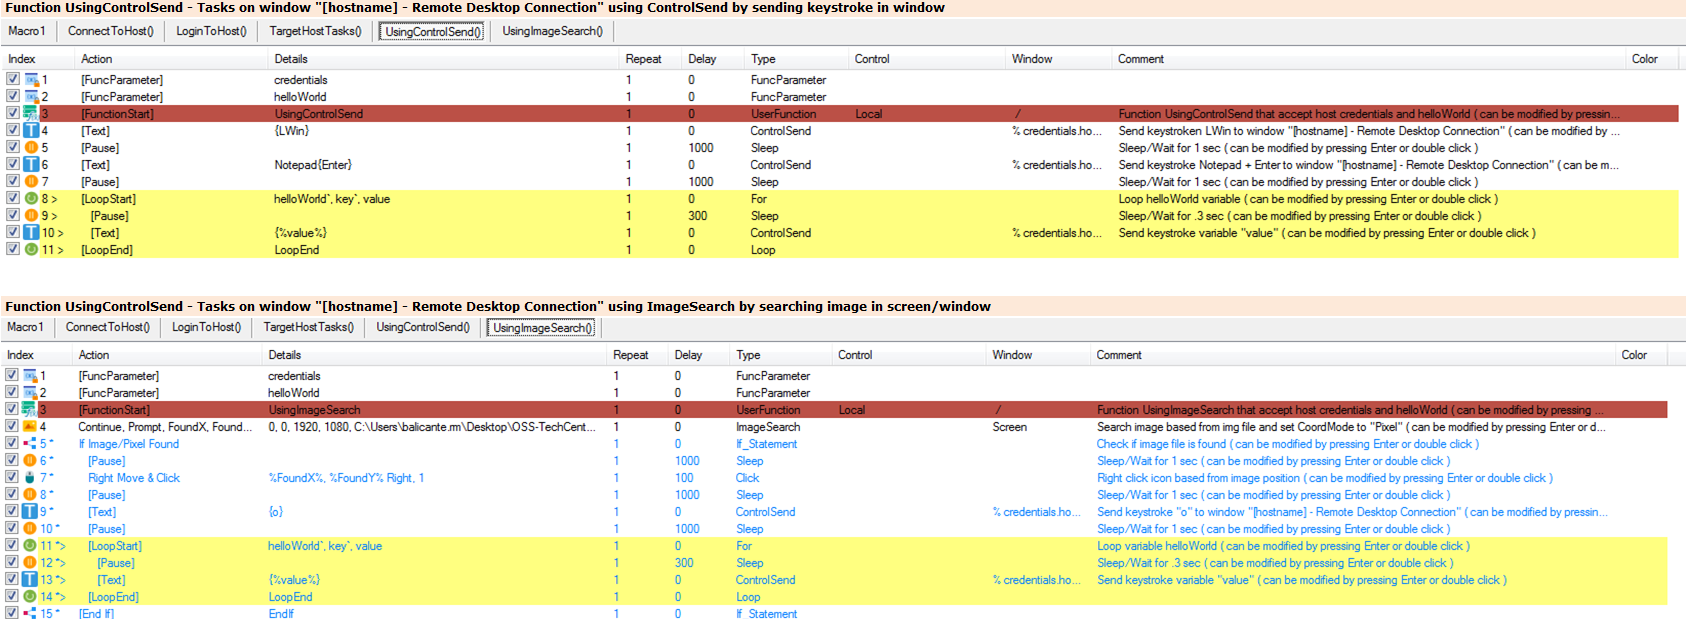 Function UsingControlSend - Tasks on window "[hostname] - Remote Desktop Connection" using ControlSend by sending keystroke in window
Macro1 ConnectToHost() LoginToHost() TargetHostTasks() UsingControlSend() UsingImageSearch()
Index Action Details Repeat Delay Type Control Window Comment Color
1 [FuncParameter] credentials 1 0 FuncParameter
2 [FuncParameter] helloWorld 1 0 FuncParameter
3 [FunctionStart] UsingControlSend 1 0 UserFunction Local / Function UsingControlSend that accept host credentials and helloWorld ( can be modified by pressin...
4 [Text] {LWin} 1 0 ControlSend % credentials.ho... Send keystroken LWin to window "[hostname] - Remote Desktop Connection" ( can be modified by ...
5 [Pause] 1 1000 Sleep Sleep/Wait for 1 sec ( can be modified by pressing Enter or double click )
6 [Text] Notepad{Enter} 1 0 ControlSend % credentials.ho... Send keystroke Notepad + Enter to window "[hostname] - Remote Desktop Connection" ( can be m...
7 [Pause] 1 1000 Sleep Sleep/Wait for 1 sec ( can be modified by pressing Enter or double click )
8 > [LoopStart] helloWorld`, key`, value 1 0 For Loop helloWorld variable ( can be modified by pressing Enter or double click )
9 > [Pause] 1 300 Sleep Sleep/Wait for .3 sec ( can be modified by pressing Enter or double click )
10 > [Text] {%value%} 1 0 ControlSend % credentials.ho... Send keystroke variable "value" ( can be modified by pressing Enter or double click )
11 > [LoopEnd] LoopEnd 1 0 Loop
Function UsingControlSend - Tasks on window "[hostname] - Remote Desktop Connection" using ImageSearch by searching image in screen/window
Macro1 ConnectToHost() LoginToHost() TargetHostTasks() UsingControlSend() UsingImageSearch()
Index Action Details Repeat Delay Type Control Window Comment Color
1 [FuncParameter] credentials 1 0 FuncParameter
2 [FuncParameter] helloWorld 1 0 FuncParameter
3 [FunctionStart] UsingImageSearch 1 0 UserFunction Local / Function UsingImageSearch that accept host credentials and helloWorld ( can be modified by pressing ...
4 Continue, Prompt, FoundX, Found... 0, 0, 1920, 1080, C:\Users\balicante.m\Desktop\OSS-TechCent... 1 0 ImageSearch Screen Search image based from img file and set CoordMode to "Pixel" ( can be modified by pressing Enter or d...
5 * If Image/Pixel Found 1 0 If_Statement Check if image file is found ( can be modified by pressing Enter or double click )
6 * [Pause] 1 1000 Sleep Sleep/Wait for 1 sec ( can be modified by pressing Enter or double click )
7 * Right Move & Click %FoundX%, %FoundY% Right, 1 1 100 Click Right click icon based from image position ( can be modified by pressing Enter or double click )
8 * [Pause] 1 1000 Sleep Sleep/Wait for 1 sec ( can be modified by pressing Enter or double click )
9 * [Text] {o} 1 0 ControlSend % credentials.ho... Send keystroke "o" to window "[hostname] - Remote Desktop Connection" ( can be modified by pressin...
10 * [Pause] 1 1000 Sleep Sleep/Wait for 1 sec ( can be modified by pressing Enter or double click )
11 *> [LoopStart] helloWorld`, key`, value 1 0 For Loop variable helloWorld ( can be modified by pressing Enter or double click )
12 *> [Pause] 1 300 Sleep Sleep/Wait for .3 sec ( can be modified by pressing Enter or double click )
13 *> [Text] {%value%} 1 0 ControlSend % credentials.ho... Send keystroke variable "value" ( can be modified by pressing Enter or double click )
14 *> [LoopEnd] LoopEnd 1 0 Loop
15 * [End If] EndIf 1 0 If_Statement